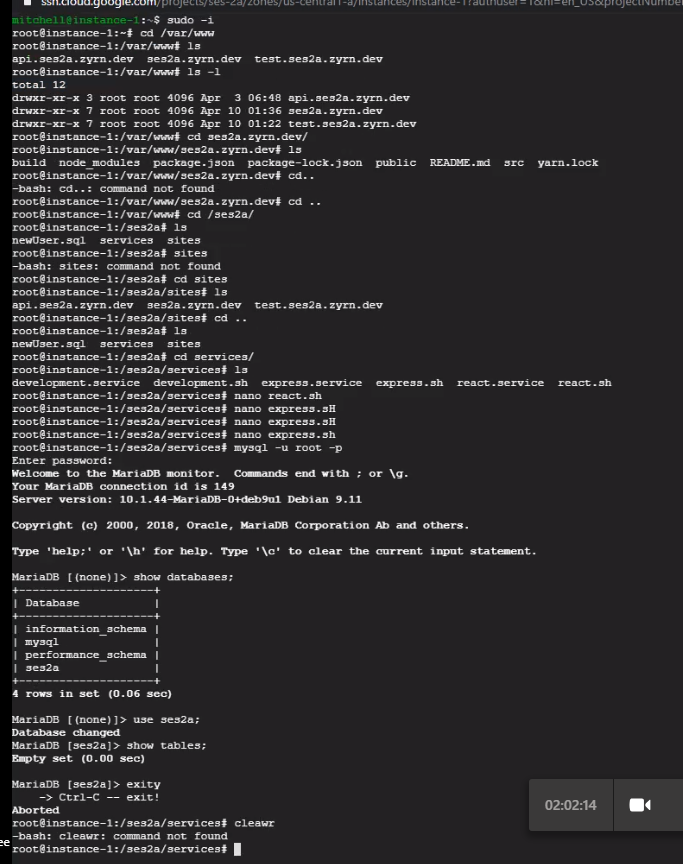 ssh.cloud.google.com/projects/ses-2a/zones/us-central1-a/instances/instance-1?authuser=1&hl=en_US&projectNumber
mitchell@instance-1:~$ sudo -i
root@instance-1:~# cd /var/www
root@instance-1:/var/www# ls
api.ses2a.zyrn.dev  ses2a.zyrn.dev  test.ses2a.zyrn.dev
root@instance-1:/var/www# ls -l
total 12
drwxr-xr-x 3 root root 4096 Apr  3 06:48 api.ses2a.zyrn.dev
drwxr-xr-x 7 root root 4096 Apr 10 01:36 ses2a.zyrn.dev
drwxr-xr-x 7 root root 4096 Apr 10 01:22 test.ses2a.zyrn.dev
root@instance-1:/var/www# cd ses2a.zyrn.dev/
root@instance-1:/var/www/ses2a.zyrn.dev# ls
build  node_modules  package.json  package-lock.json  public  README.md  src  yarn.lock
root@instance-1:/var/www/ses2a.zyrn.dev# cd..
-bash: cd..: command not found
root@instance-1:/var/www/ses2a.zyrn.dev# cd ..
root@instance-1:/var/www# cd /ses2a/
root@instance-1:/ses2a# ls
newUser.sql  services  sites
root@instance-1:/ses2a# sites
-bash: sites: command not found
root@instance-1:/ses2a# cd sites
root@instance-1:/ses2a/sites# ls
api.ses2a.zyrn.dev  ses2a.zyrn.dev  test.ses2a.zyrn.dev
root@instance-1:/ses2a/sites# cd ..
root@instance-1:/ses2a# ls
newUser.sql  services  sites
root@instance-1:/ses2a# cd services/
root@instance-1:/ses2a/services# ls
development.service  development.sh  express.service  express.sh  react.service  react.sh
root@instance-1:/ses2a/services# nano react.sh
root@instance-1:/ses2a/services# nano express.sH
root@instance-1:/ses2a/services# nano express.sH
root@instance-1:/ses2a/services# nano express.sh
root@instance-1:/ses2a/services# mysql -u root -p
Enter password:
Welcome to the MariaDB monitor.  Commands end with ; or \g.
Your MariaDB connection id is 149
Server version: 10.1.44-MariaDB-0+deb9u1 Debian 9.11

Copyright (c) 2000, 2018, Oracle, MariaDB Corporation Ab and others.

Type 'help;' or '\h' for help. Type '\c' to clear the current input statement.

MariaDB [(none)]> show databases;
+--------------------+
| Database           |
+--------------------+
| information_schema |
| mysql              |
| performance_schema |
| ses2a              |
+--------------------+
4 rows in set (0.06 sec)

MariaDB [(none)]> use ses2a;
Database changed
MariaDB [ses2a]> show tables;
Empty set (0.00 sec)

MariaDB [ses2a]> exity
    -> Ctrl-C -- exit!
Aborted
root@instance-1:/ses2a/services# cleawr
-bash: cleawr: command not found
root@instance-1:/ses2a/services#
02:02:14
ee